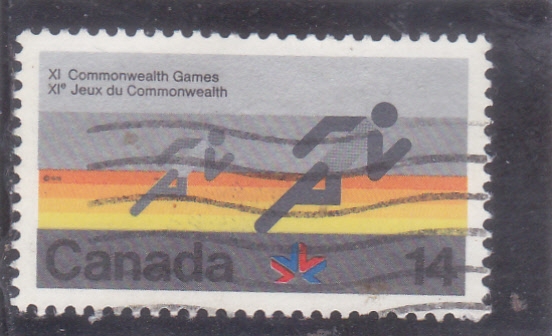 XI Commonwealth Games
XIe Jeux du Commonwealth
Canada
14